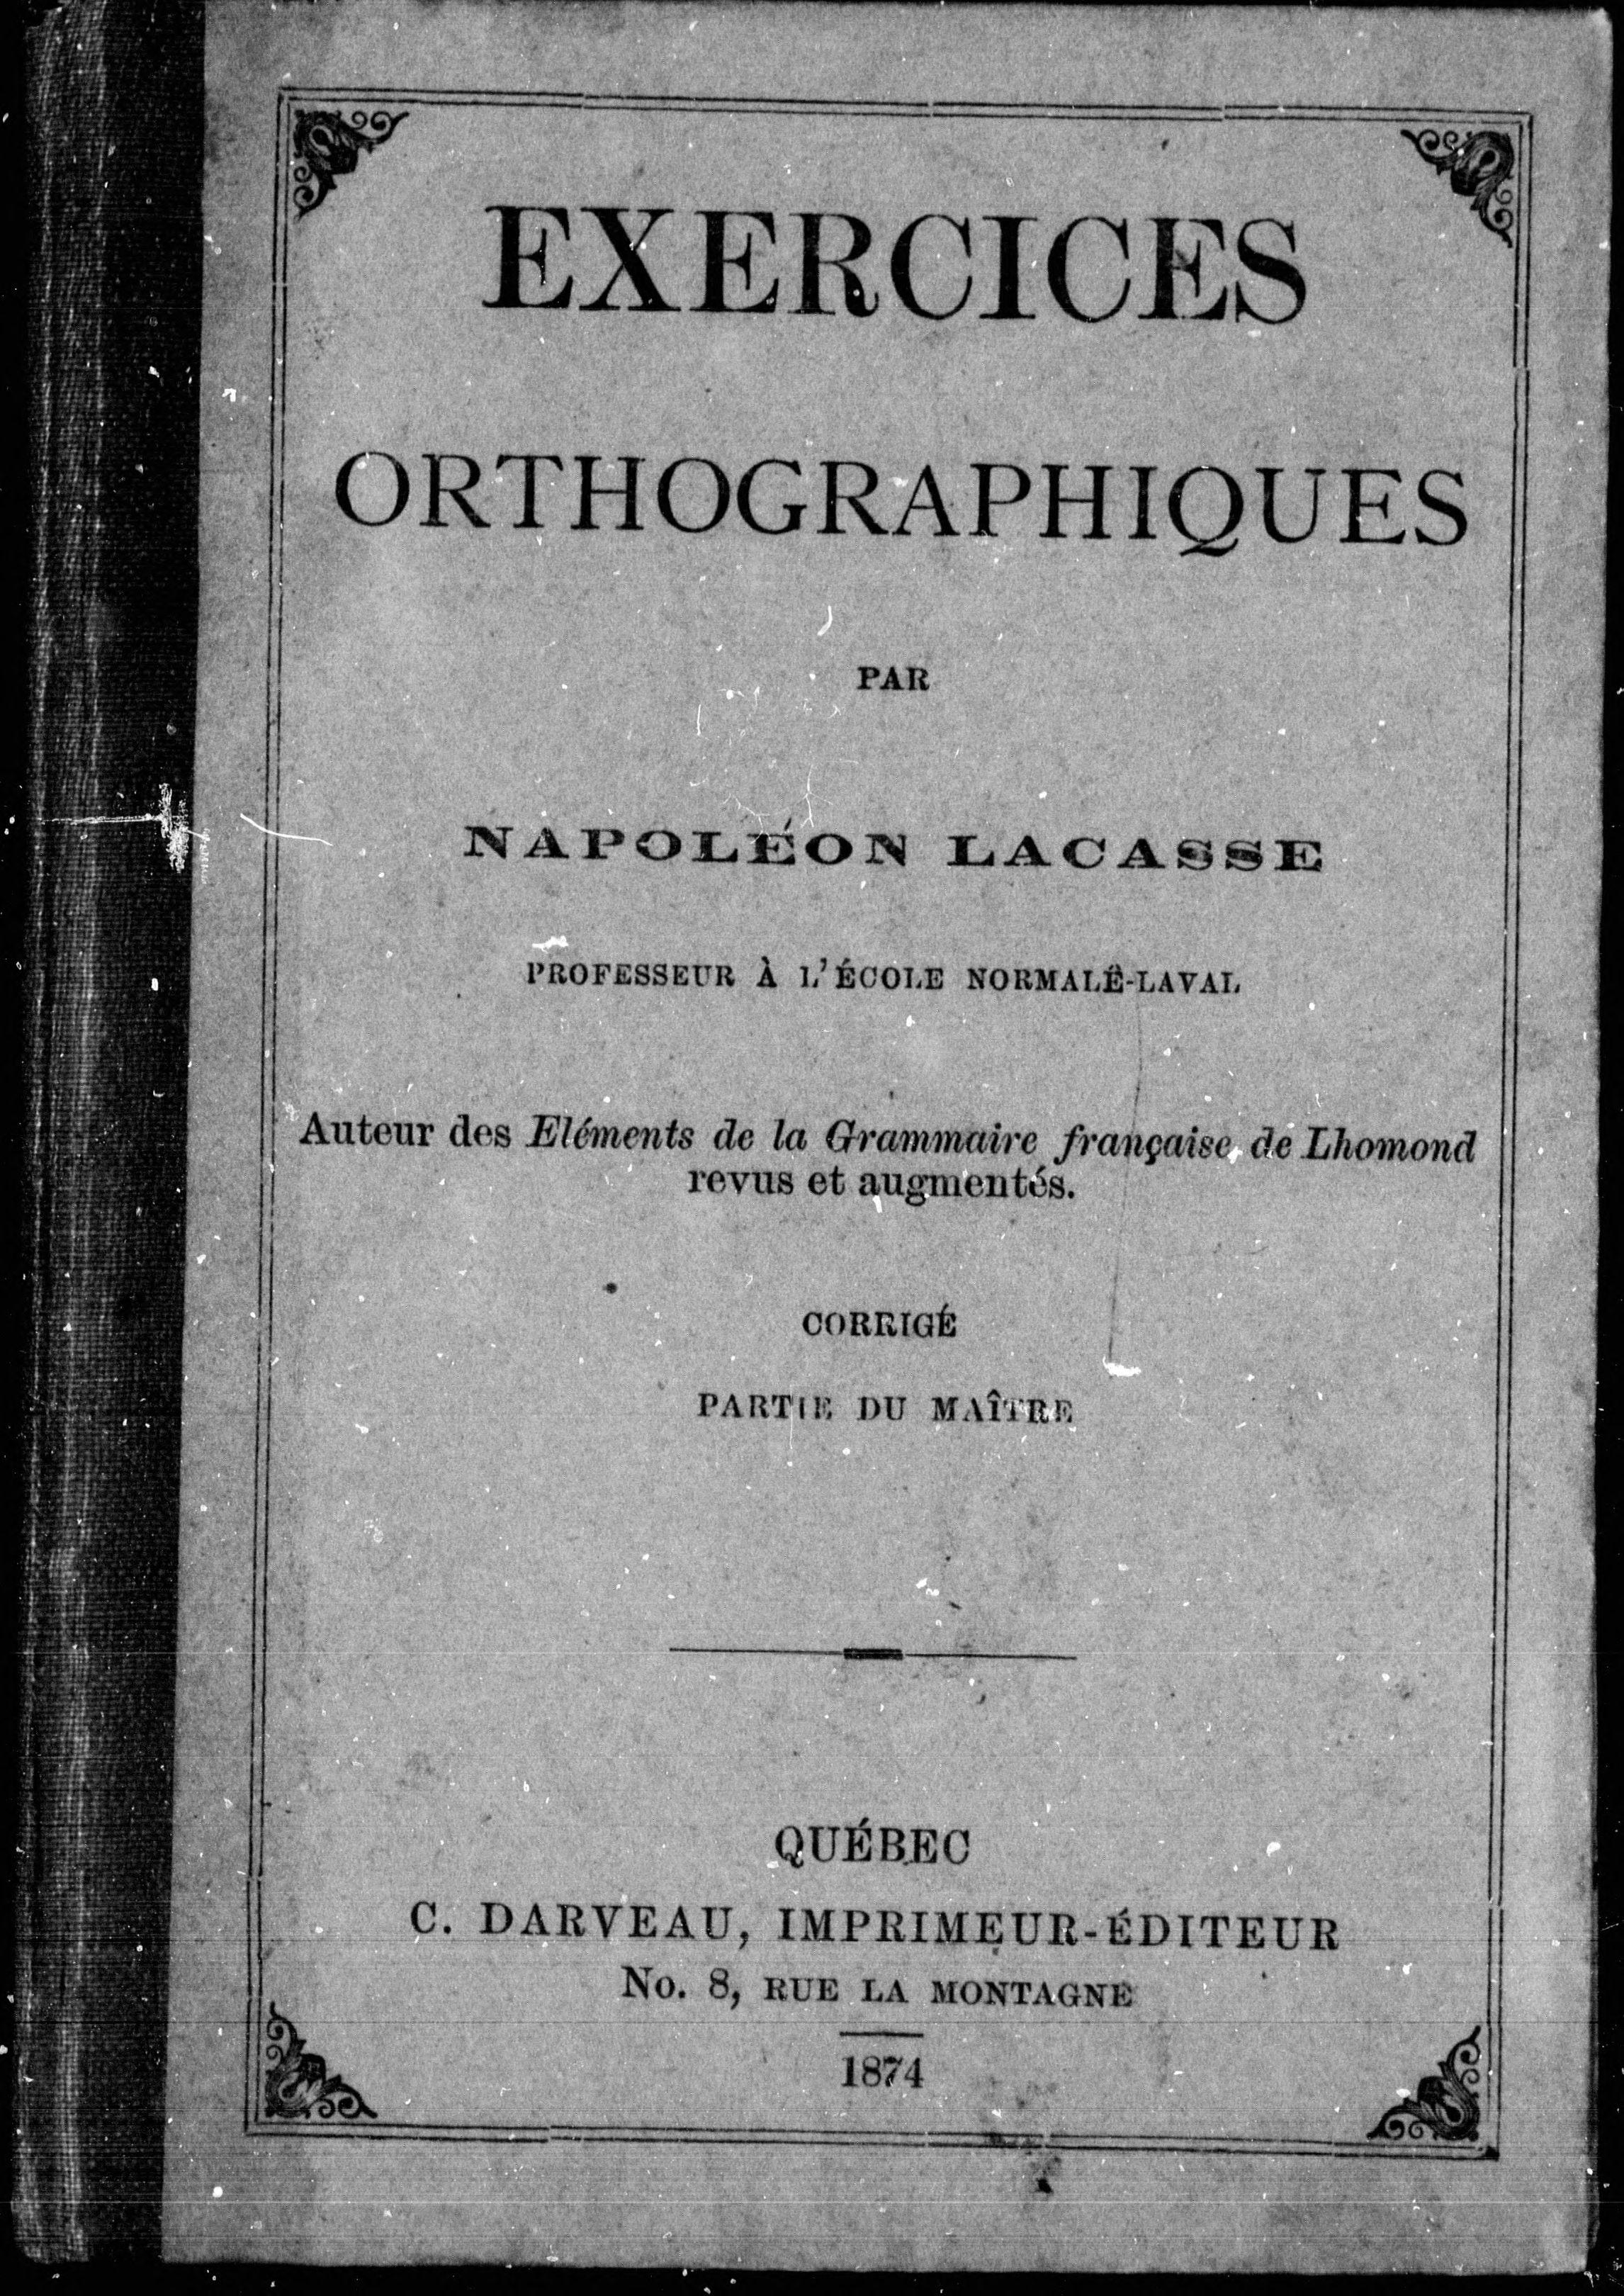 EXERCICES
ORTHOGRAPHIQUES
PAR
NAPOLÉON LACASSE
PROFESSEUR À L'ÉCOLE NORMALE-LAVAL
Auteur des Eléments de la Grammaire française de Lhomond
revus et augmentés.
CORRIGÉ
PARTIE DU MAÎTRE
QUÉBEC
C. DARVEAU, IMPRIMEUR-ÉDITEUR
No. 8, RUE LA MONTAGNE
1874